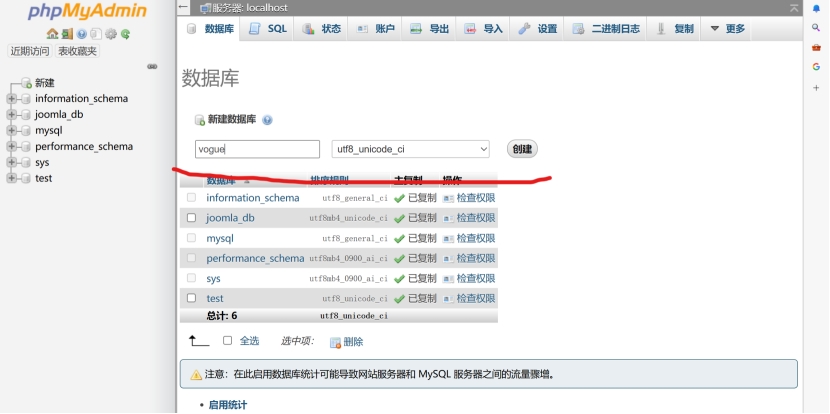 phpMyAdmin
服务器: localhost
近期访问 表收藏夹
新建
information_schema
joomla_db
mysql
performance_schema
sys
test
数据库 SQL 状态 账户 导出 导入 设置 二进制日志 复制 更多
数据库
新建数据库
vogue utf8_unicode_ci 创建
数据库 排序规则 主复制 操作
information_schema utf8_general_ci 已复制 检查权限
joomla_db utf8mb4_unicode_ci 已复制 检查权限
mysql utf8_general_ci 已复制 检查权限
performance_schema utf8mb4_0900_ai_ci 已复制 检查权限
sys utf8mb4_0900_ai_ci 已复制 检查权限
test utf8_unicode_ci 已复制 检查权限
总计: 6 utf8_unicode_ci
全选 选中项: 删除
注意：在此启用数据库统计可能导致网站服务器和 MySQL 服务器之间的流量骤增。
• 启用统计